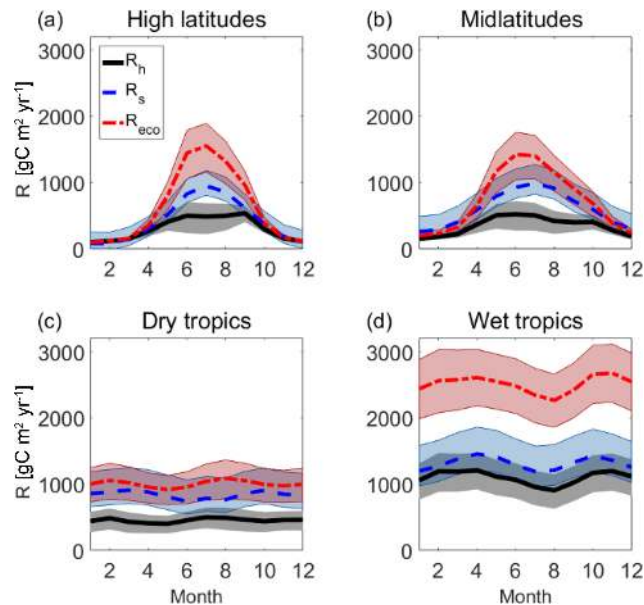 (a) High latitudes
(b) Midlatitudes
R [gC m² yr⁻¹]
3000
2000
1000
0
R_h
R_s
R_eco
2 4 6 8 10 12
3000
2000
1000
0
2 4 6 8 10 12
(c) Dry tropics
(d) Wet tropics
R [gC m² yr⁻¹]
3000
2000
1000
0
2 4 6 8 10 12
Month
3000
2000
1000
0
2 4 6 8 10 12
Month